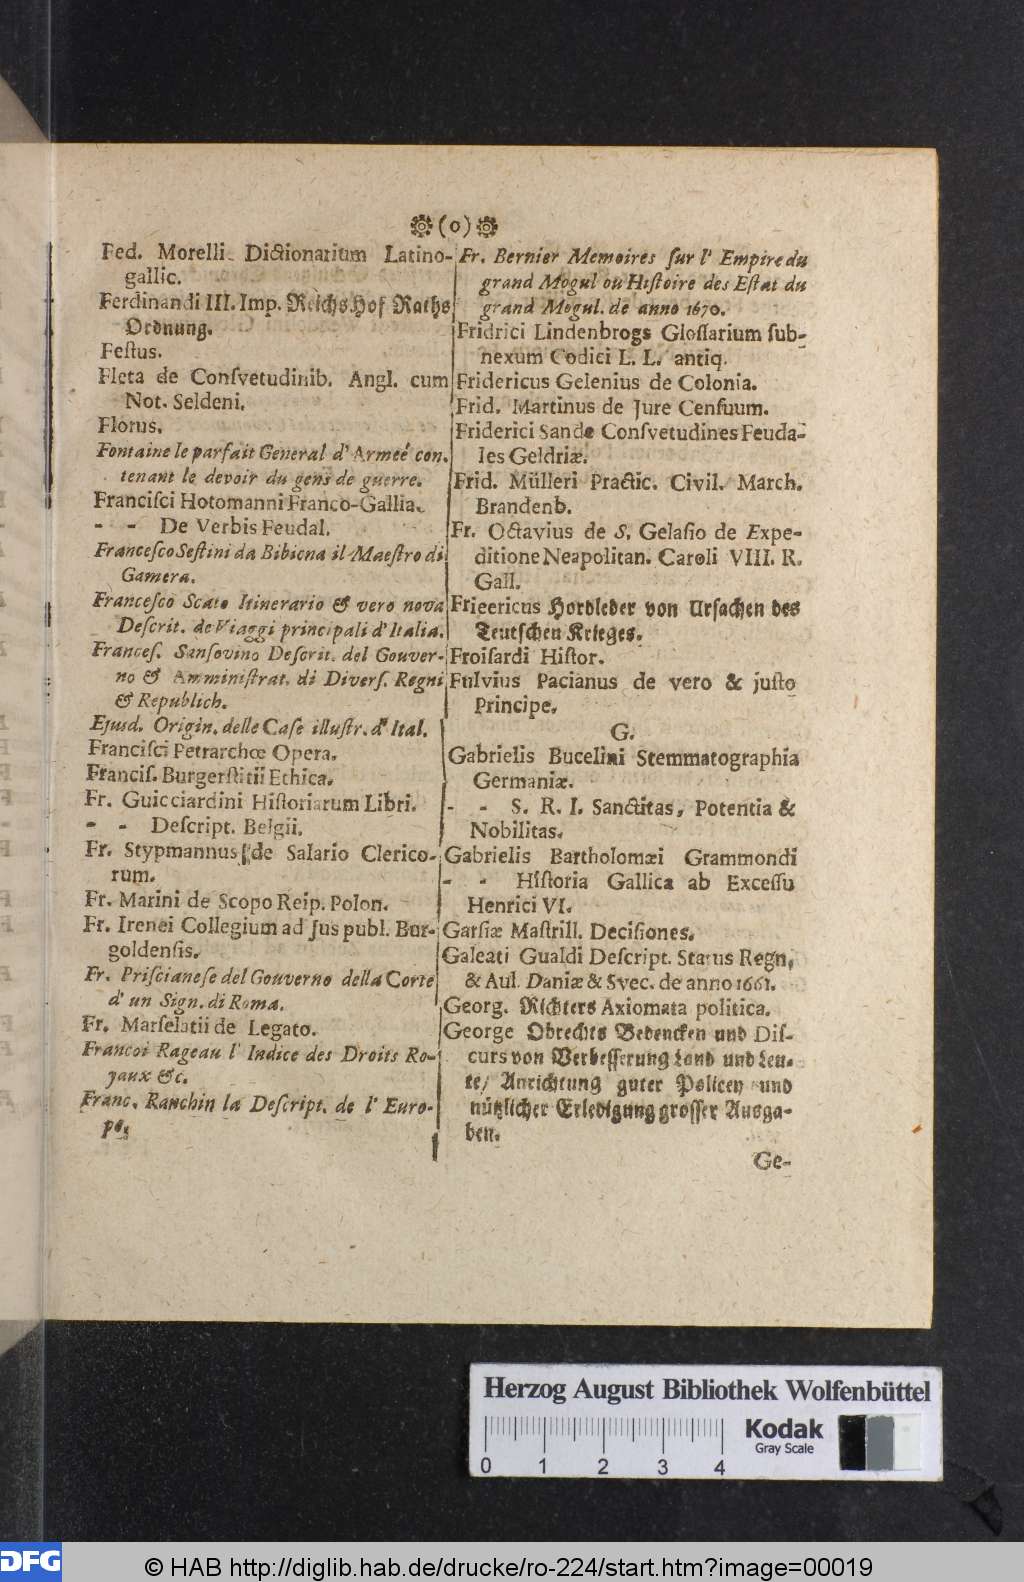 (0)
Fed. Morelli Dictionarium Latino-
gallic.
Ferdinandi III. Imp. Reichs Hof Raths
Ordnung.
Festus.
Fleta de Consvetudinib. Angl. cum
Not. Seldeni.
Florus.
Fontaine le parfait General d' Armeé con-
tenant le devoir du gens de guerre.
Francisci Hotomanni Franco-Gallia.
- - De Verbis Feudal.
Francesco Sestini da Bibiena il Maestro di
Gamera.
Francesco Scato Itinerario & vero nova
Descrit. de Viaggi principali d' Italia.
Frances. Sansovino Descrit. del Gouver-
no & Amministrat. di Divers. Regni
& Republich.
Ejusd. Origin. delle Case illustr. d' Ital.
Francisci Petrarchœ Opera.
Francis. Burgerstitii Ethica.
Fr. Guicciardini Historiarum Libri.
- - Descript. Belgii.
Fr. Stypmannus de Salario Clerico-
rum.
Fr. Marini de Scopo Reip. Polon.
Fr. Irenei Collegium ad Jus publ. Bur-
goldensis.
Fr. Priscianese del Gouverno della Corte
d' un Sign. di Roma.
Fr. Marselatii de Legato.
Francoi Rageau l' Indice des Droits Ro-
yaux &c.
Franc. Ranchin la Descript. de l' Euro-
pe.
Fr. Bernier Memoires sur l' Empire du
grand Mogul ou Histoire des Estat du
grand Mogul. de anno 1670.
Fridrici Lindenbrogs Glossarium sub-
nexum Codici L. L. antiq.
Fridericus Gelenius de Colonia.
Frid. Martinus de Jure Censuum.
Friderici Sande Consvetudines Feuda-
les Geldriæ.
Frid. Mülleri Practic. Civil. March.
Brandenb.
Fr. Octavius de S. Gelasio de Expe-
ditione Neapolitan. Caroli VIII. R.
Gall.
Frieericus Hordleder von Ursachen des
Teutschen Krieges.
Froisardi Histor.
Fulvius Pacianus de vero & justo
Principe.
G.
Gabrielis Bucelini Stemmatographia
Germaniæ.
- - S. R. I. Sanctitas, Potentia &
Nobilitas.
Gabrielis Bartholomæi Grammondi
- - Historia Gallica ab Excessu
Henrici VI.
Garsiæ Mastrill. Decisiones.
Galeati Gualdi Descript. Status Regn.
& Aul. Daniæ & Svec. de anno 1661.
Georg. Richters Axiomata politica.
George Obrechts Bedencken und Dis-
curs von Verbesserung Land und Leu-
te/ Anrichtung guter Policey und
nützlicher Erledigung grosser Ausga-
ben.
Ge-
Herzog August Bibliothek Wolfenbüttel
0 1 2 3 4
Kodak
Gray Scale
DFG
© HAB http://diglib.hab.de/drucke/ro-224/start.htm?image=00019